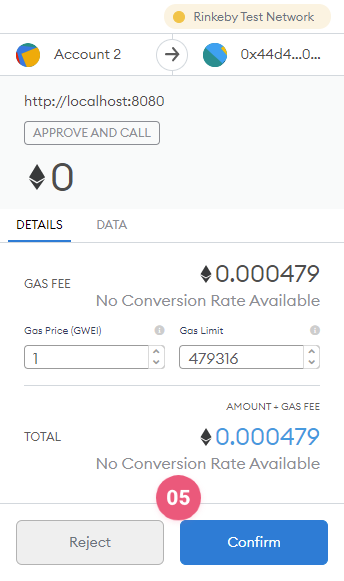 Rinkeby Test Network
Account 2
0x44d4...0...
http://localhost:8080
APPROVE AND CALL
0
DETAILS
DATA
GAS FEE
0.000479
No Conversion Rate Available
Gas Price (GWEI)
Gas Limit
1
479316
AMOUNT + GAS FEE
TOTAL
0.000479
No Conversion Rate Available
05
Reject
Confirm